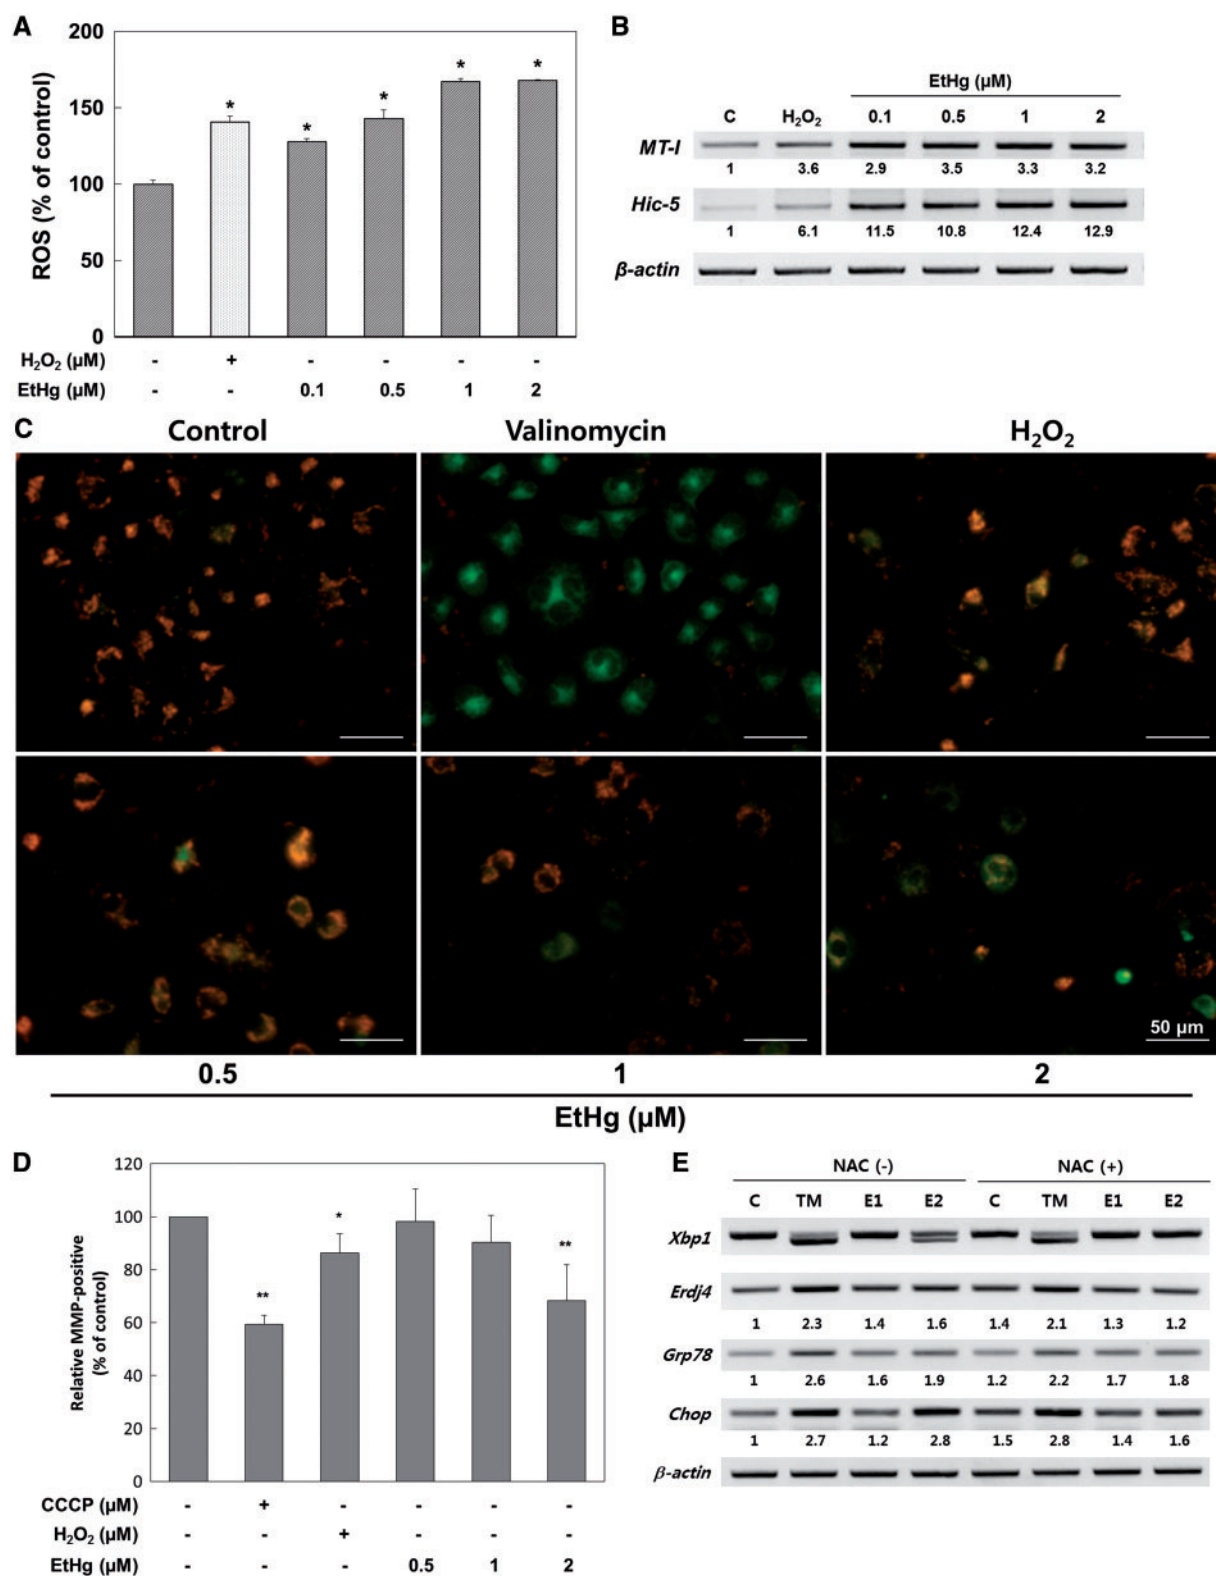 A
200
150
100
50
0
ROS (% of control)
* * * * *
H₂O₂ (µM) - + - - - -
EtHg (µM) - - 0.1 0.5 1 2
B
EtHg (µM)
C H₂O₂ 0.1 0.5 1 2
MT-I
1 3.6 2.9 3.5 3.3 3.2
Hic-5
1 6.1 11.5 10.8 12.4 12.9
β-actin
C
Control Valinomycin H₂O₂
50 µm
0.5 1 2
EtHg (µM)
D
120
100
80
60
40
20
0
Relative MMP-positive
(% of control)
** * **
CCCP (µM) - + - - - -
H₂O₂ (µM) - - + - - -
EtHg (µM) - - - 0.5 1 2
E
NAC (-) NAC (+)
C TM E1 E2 C TM E1 E2
Xbp1
Erdj4
1 2.3 1.4 1.6 1.4 2.1 1.3 1.2
Grp78
1 2.6 1.6 1.9 1.2 2.2 1.7 1.8
Chop
1 2.7 1.2 2.8 1.5 2.8 1.4 1.6
β-actin